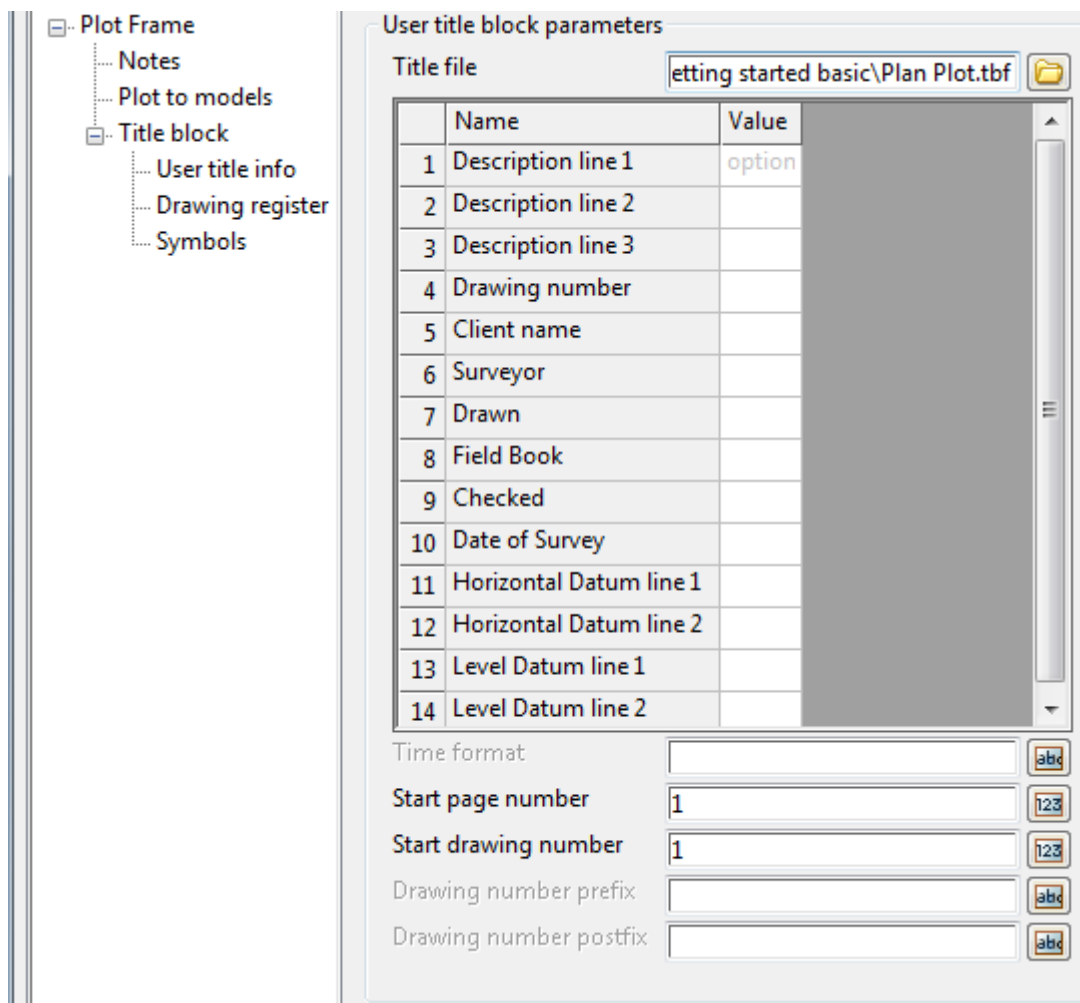 Plot Frame
Notes
Plot to models
Title block
User title info
Drawing register
Symbols
User title block parameters
Title file etting started basic\Plan Plot.tbf
Name Value
1 Description line 1 option
2 Description line 2
3 Description line 3
4 Drawing number
5 Client name
6 Surveyor
7 Drawn
8 Field Book
9 Checked
10 Date of Survey
11 Horizontal Datum line 1
12 Horizontal Datum line 2
13 Level Datum line 1
14 Level Datum line 2
Time format abc
Start page number 1 123
Start drawing number 1 123
Drawing number prefix abc
Drawing number postfix abc